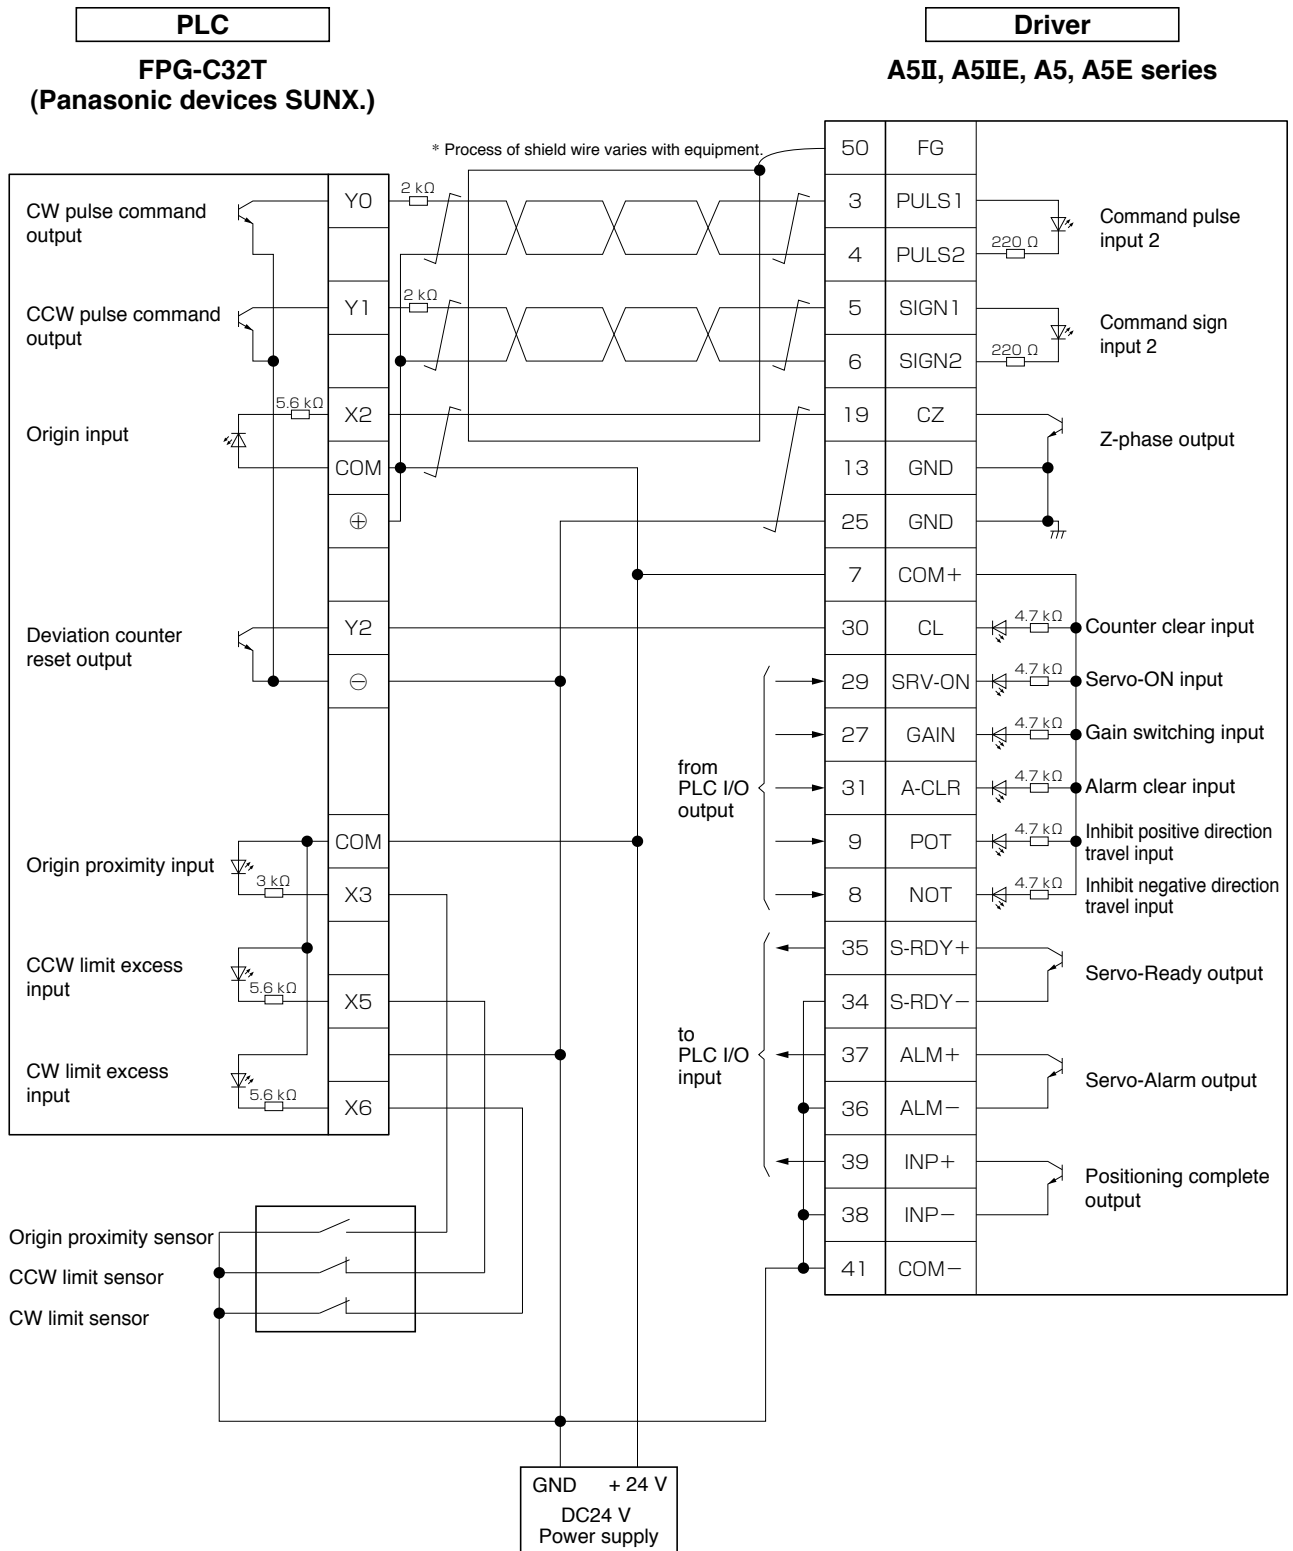 PLC
Driver
FPG-C32T
(Panasonic devices SUNX.)
A5II, A5IIE, A5, A5E series
* Process of shield wire varies with equipment.
50 FG
CW pulse command
output
Y0
2 kΩ
3 PULS1
4 PULS2
220 Ω
Command pulse
input 2
CCW pulse command
output
Y1
2 kΩ
5 SIGN1
6 SIGN2
220 Ω
Command sign
input 2
Origin input
5.6 kΩ
X2
COM
⊕
19 CZ
13 GND
25 GND
Z-phase output
7 COM+
Deviation counter
reset output
Y2
⊖
30 CL
4.7 kΩ
Counter clear input
29 SRV-ON
4.7 kΩ
Servo-ON input
27 GAIN
4.7 kΩ
Gain switching input
from
PLC I/O
output
31 A-CLR
4.7 kΩ
Alarm clear input
9 POT
4.7 kΩ
Inhibit positive direction
travel input
8 NOT
4.7 kΩ
Inhibit negative direction
travel input
Origin proximity input
COM
3 kΩ
X3
CCW limit excess
input
5.6 kΩ
X5
CW limit excess
input
5.6 kΩ
X6
35 S-RDY+
34 S-RDY−
Servo-Ready output
to
PLC I/O
input
37 ALM+
36 ALM−
Servo-Alarm output
39 INP+
38 INP−
Positioning complete
output
41 COM−
Origin proximity sensor
CCW limit sensor
CW limit sensor
GND + 24 V
DC24 V
Power supply